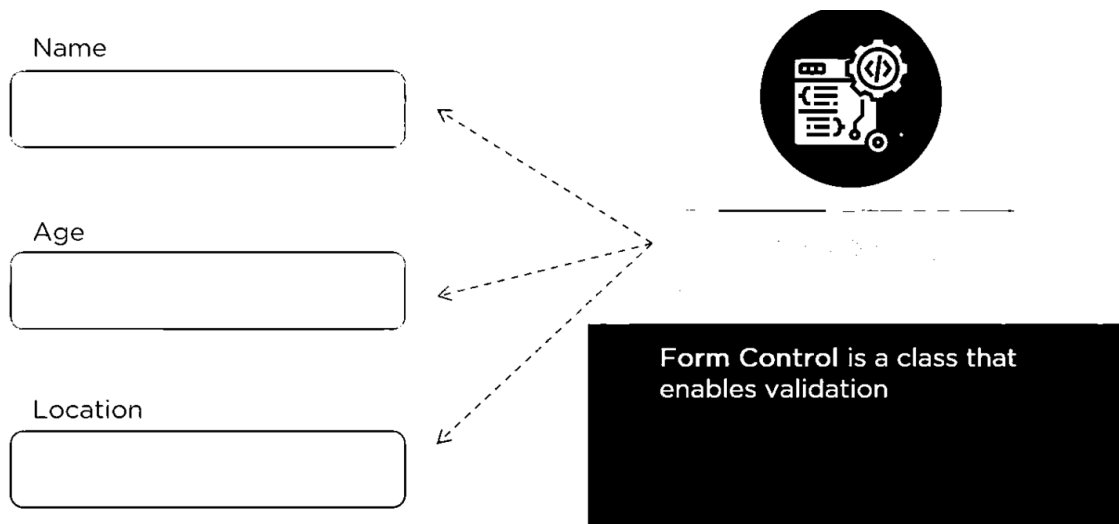 Name
Age
Location
Form Control is a class that
enables validation